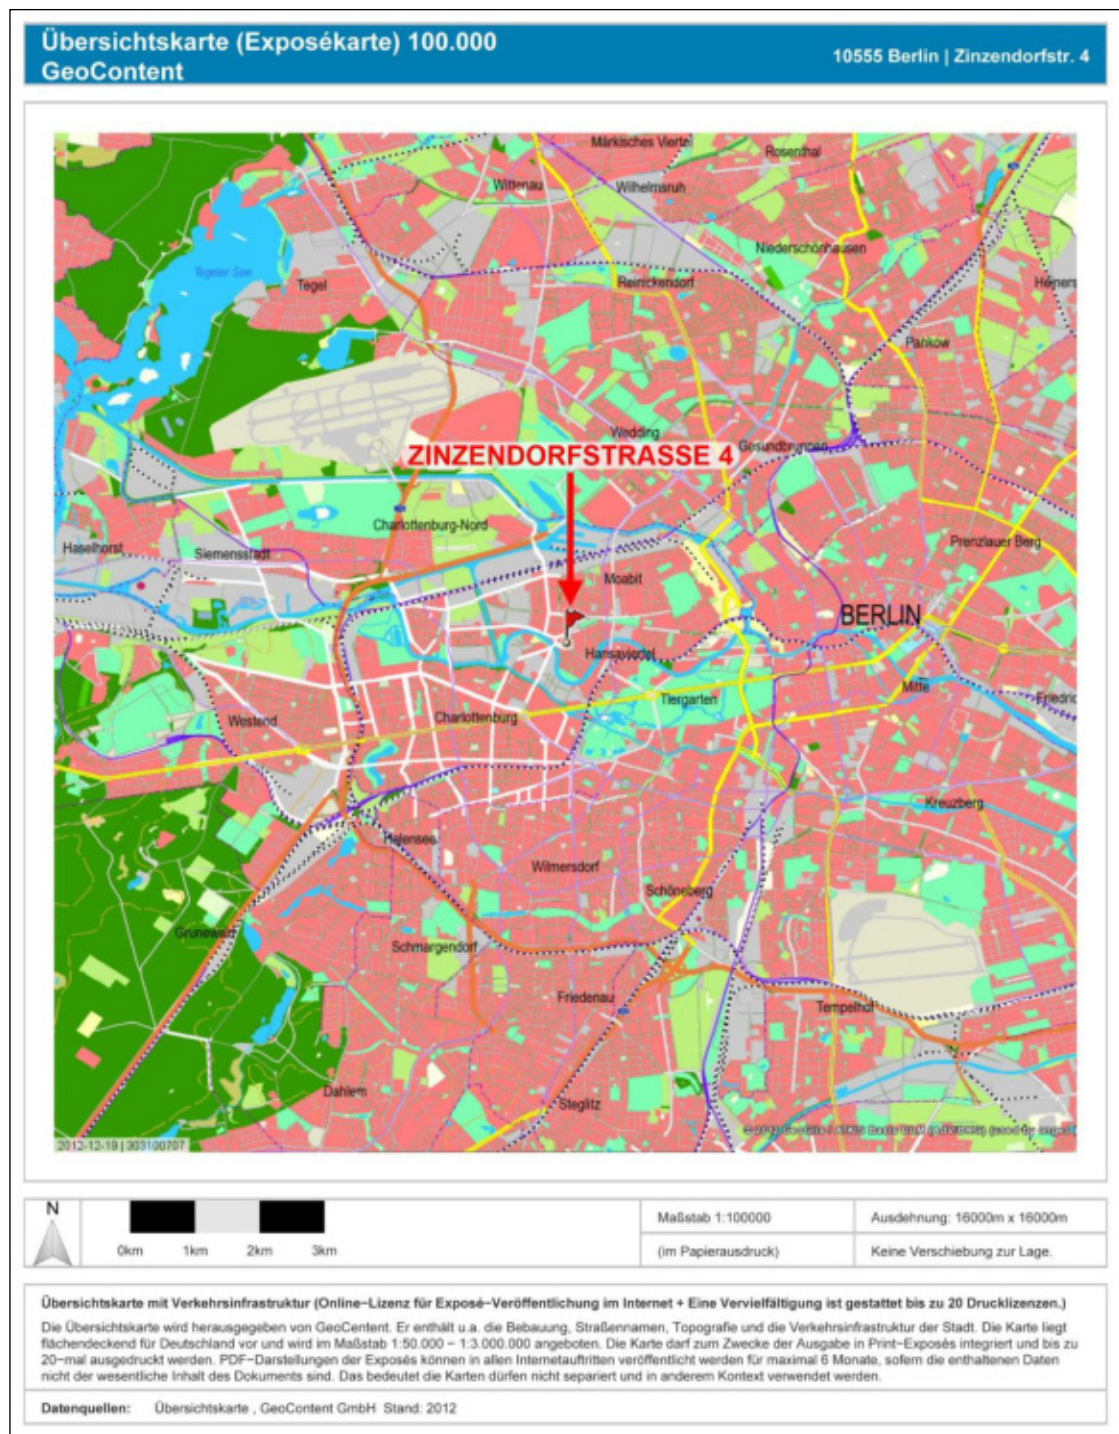 Übersichtskarte (Exposékarte) 100.000
GeoContent
10555 Berlin | Zinzendorfstr. 4
Märkisches Viertel
Rosenthal
Wittenau
Wilhelmsruh
Niederschönhausen
Tegeler See
Tegel
Reinickendorf
Heiners
Pankow
Wedding
Gesundbrunnen
ZINZENDORFSTRASSE 4
Charlottenburg-Nord
Haselhorst
Siemensstadt
Prenzlauer Berg
Moabit
BERLIN
Hansaviertel
Tiergarten
Mitte
Friedric
Westend
Charlottenburg
Kreuzberg
Halensee
Wilmersdorf
Schöneberg
Grunewald
Schmargendorf
Friedenau
Tempelhof
Dahlem
Steglitz
2012-12-19 | 303100707
N
0km 1km 2km 3km
Maßstab 1:100000
Ausdehnung: 16000m x 16000m
(im Papierausdruck)
Keine Verschiebung zur Lage.
Übersichtskarte mit Verkehrsinfrastruktur (Online-Lizenz für Exposé-Veröffentlichung im Internet + Eine Vervielfältigung ist gestattet bis zu 20 Drucklizenzen.)
Die Übersichtskarte wird herausgegeben von GeoCentent. Er enthält u.a. die Bebauung, Straßennamen, Topografie und die Verkehrsinfrastruktur der Stadt. Die Karte liegt
flächendeckend für Deutschland vor und wird im Maßstab 1:50.000 – 1:3.000.000 angeboten. Die Karte darf zum Zwecke der Ausgabe in Print-Exposés integriert und bis zu
20-mal ausgedruckt werden. PDF-Darstellungen der Exposés können in allen Internetauftritten veröffentlicht werden für maximal 6 Monate, sofern die enthaltenen Daten
nicht der wesentliche Inhalt des Dokuments sind. Das bedeutet die Karten dürfen nicht separiert und in anderem Kontext verwendet werden.
Datenquellen: Übersichtskarte , GeoContent GmbH Stand: 2012